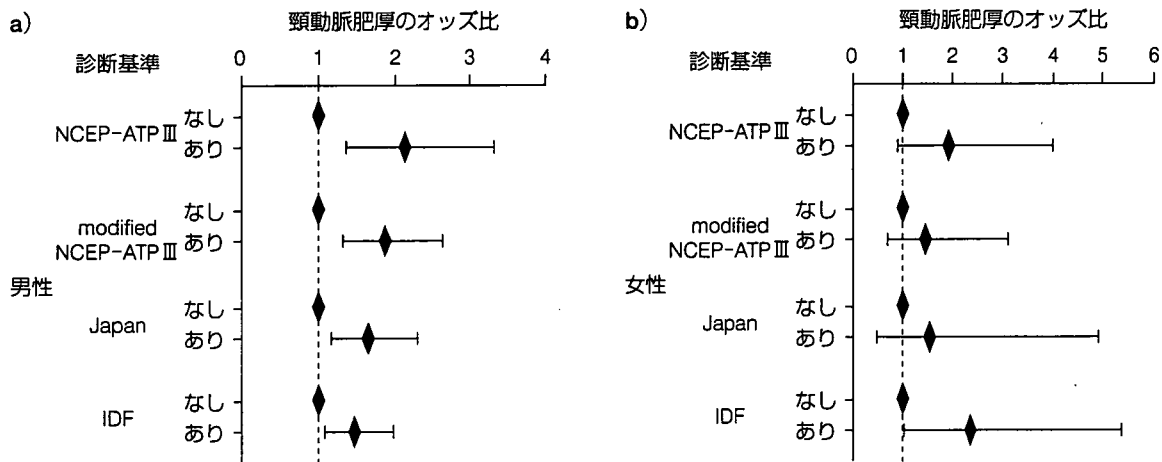 a)
頸動脈肥厚のオッズ比
診断基準
0 1 2 3 4
NCEP-ATPⅢ
なし
あり
modified
NCEP-ATPⅢ
なし
あり
男性
Japan
なし
あり
IDF
なし
あり
b)
頸動脈肥厚のオッズ比
診断基準
0 1 2 3 4 5 6
NCEP-ATPⅢ
なし
あり
modified
NCEP-ATPⅢ
なし
あり
女性
Japan
なし
あり
IDF
なし
あり